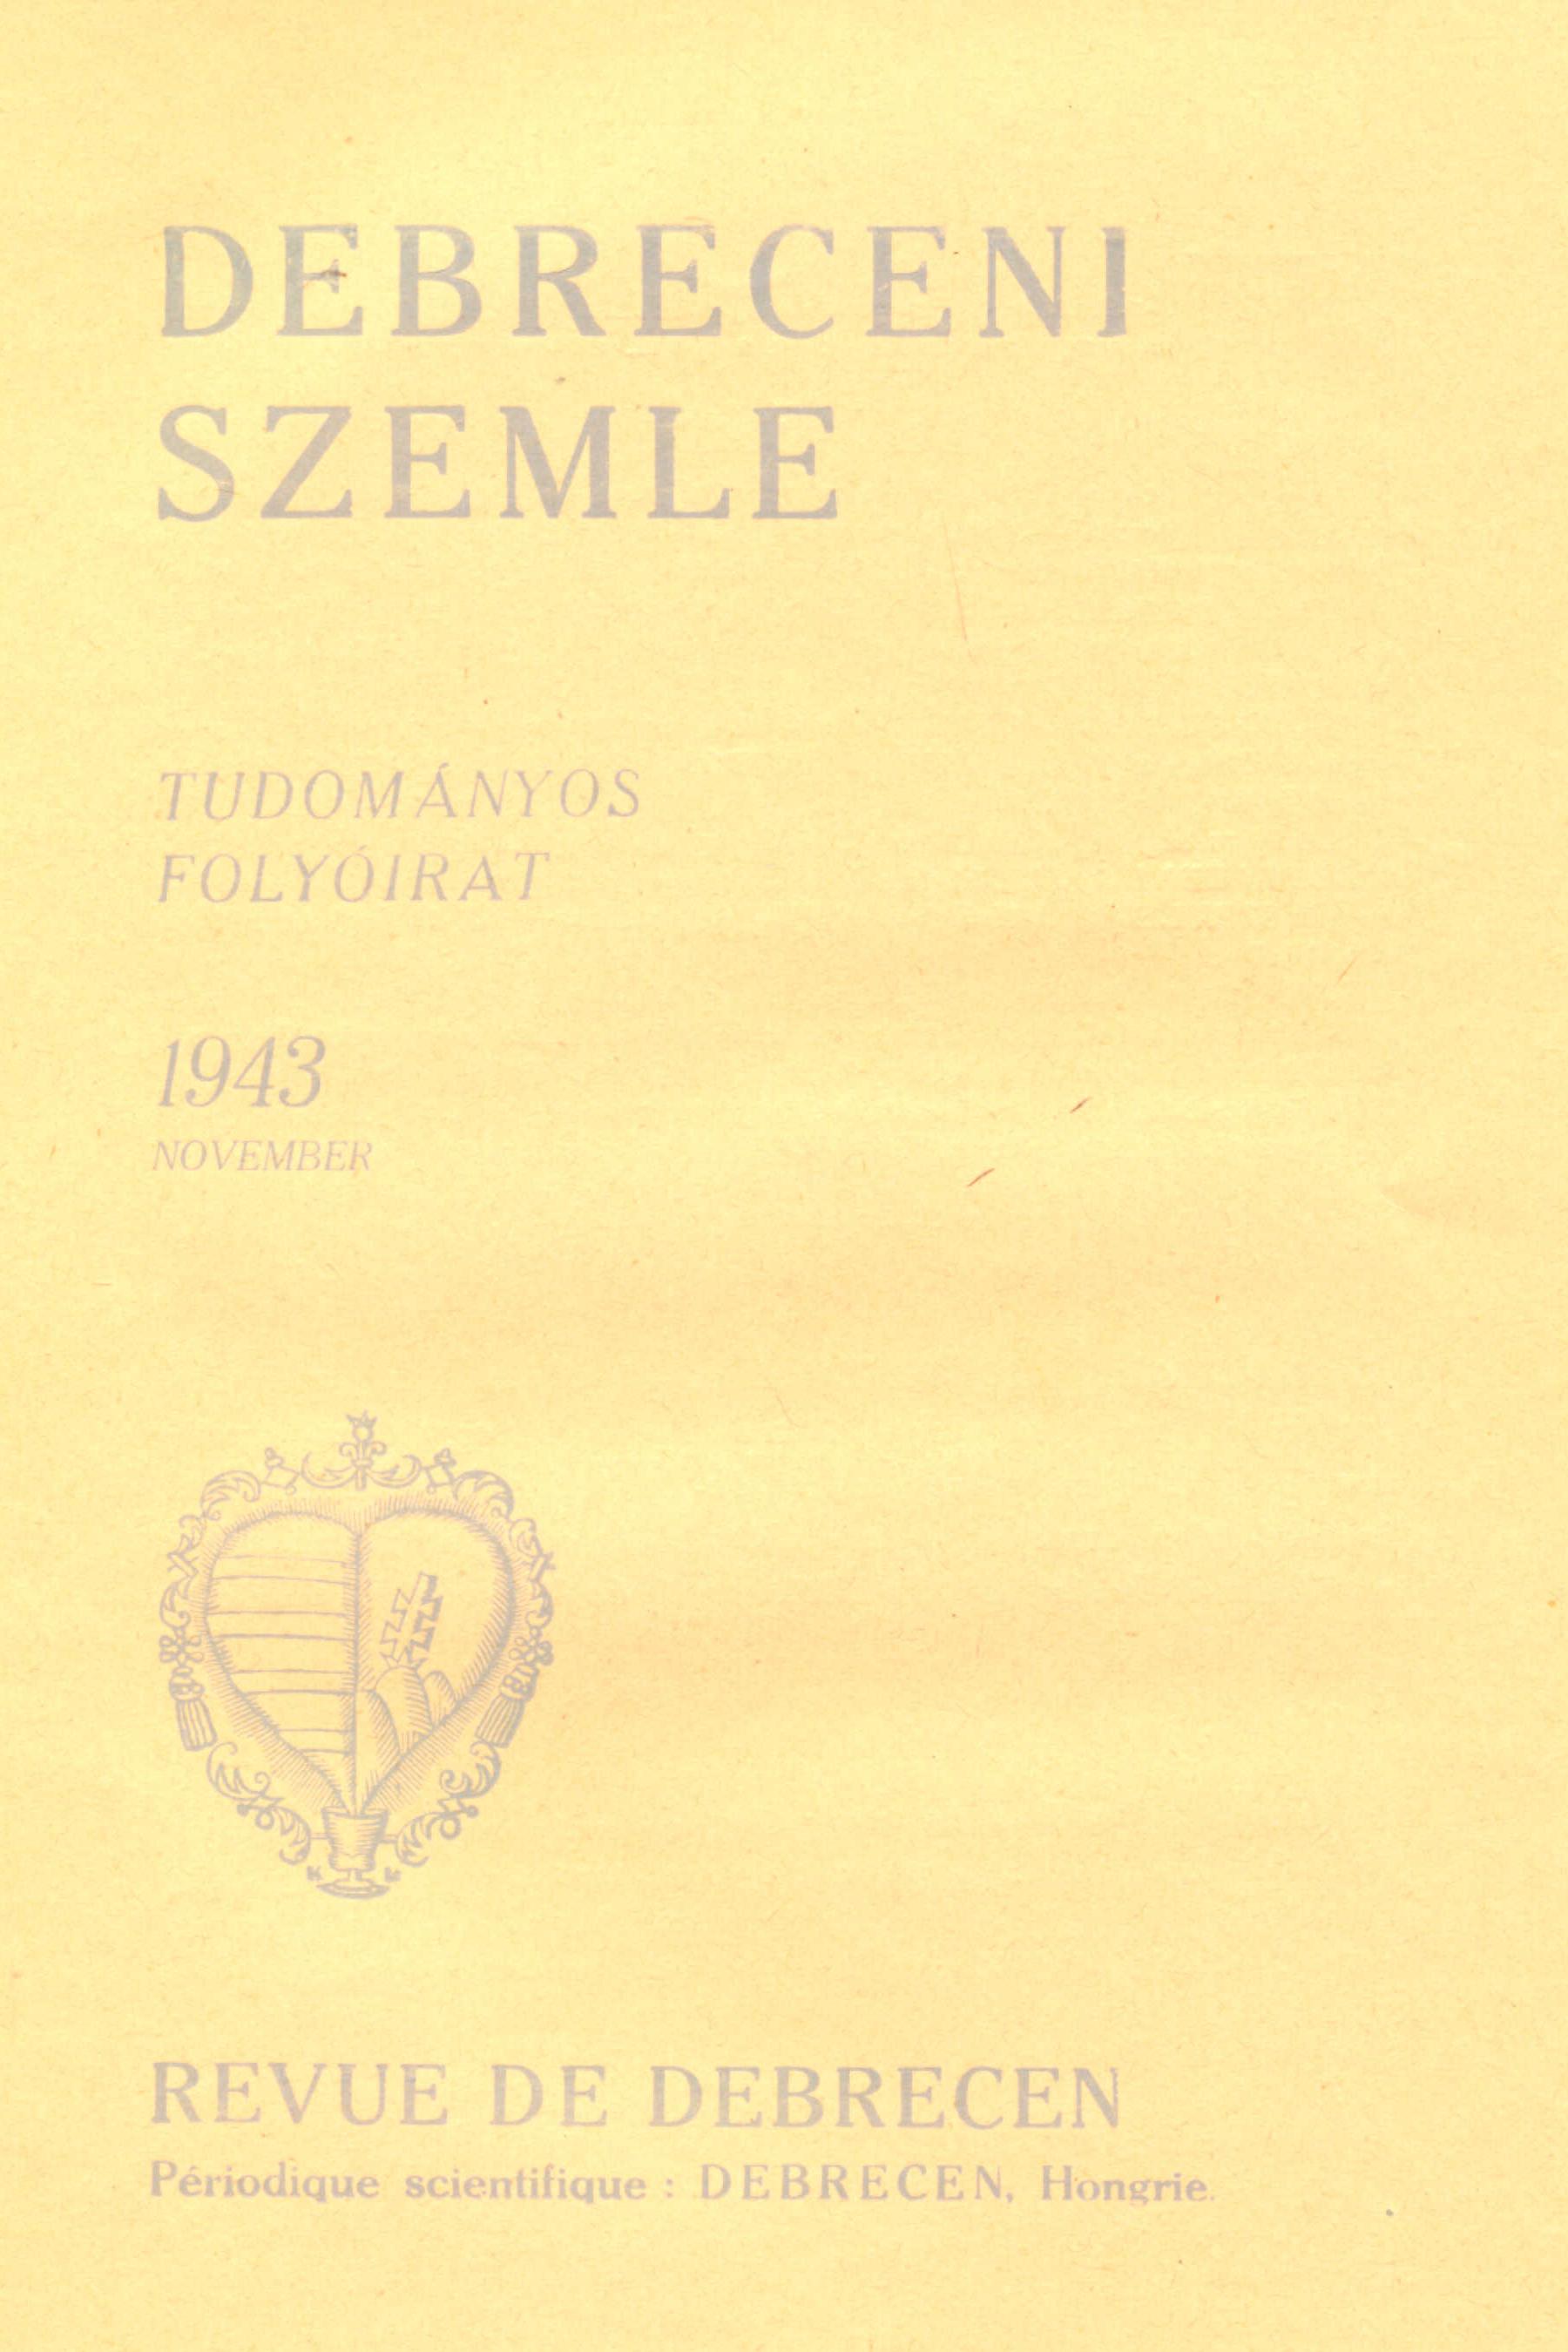 DEBRECENI
SZEMLE
TUDOMÁNYOS
FOLYÓIRAT
1943
NOVEMBER
REVUE DE DEBRECEN
Périodique scientifique : DEBRECEN, Hongrie.